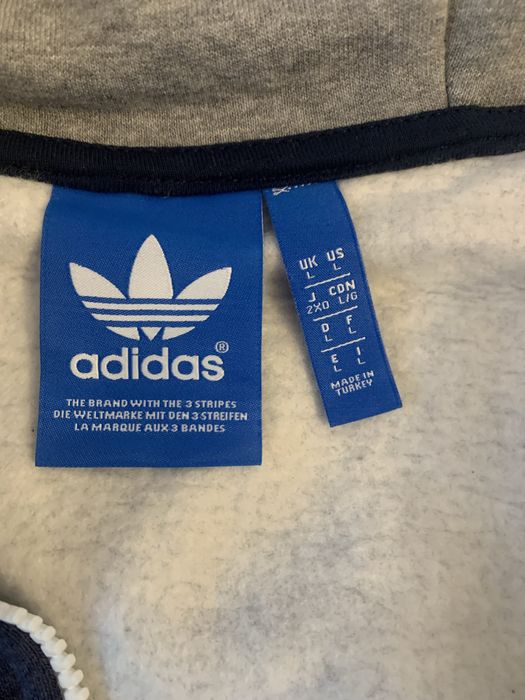 adidas®
THE BRAND WITH THE 3 STRIPES
DIE WELTMARKE MIT DEN 3 STREIFEN
LA MARQUE AUX 3 BANDES
UK US
L L
J CDN
2XO L/G
D F
L L
E I
L L
MADE IN
TURKEY